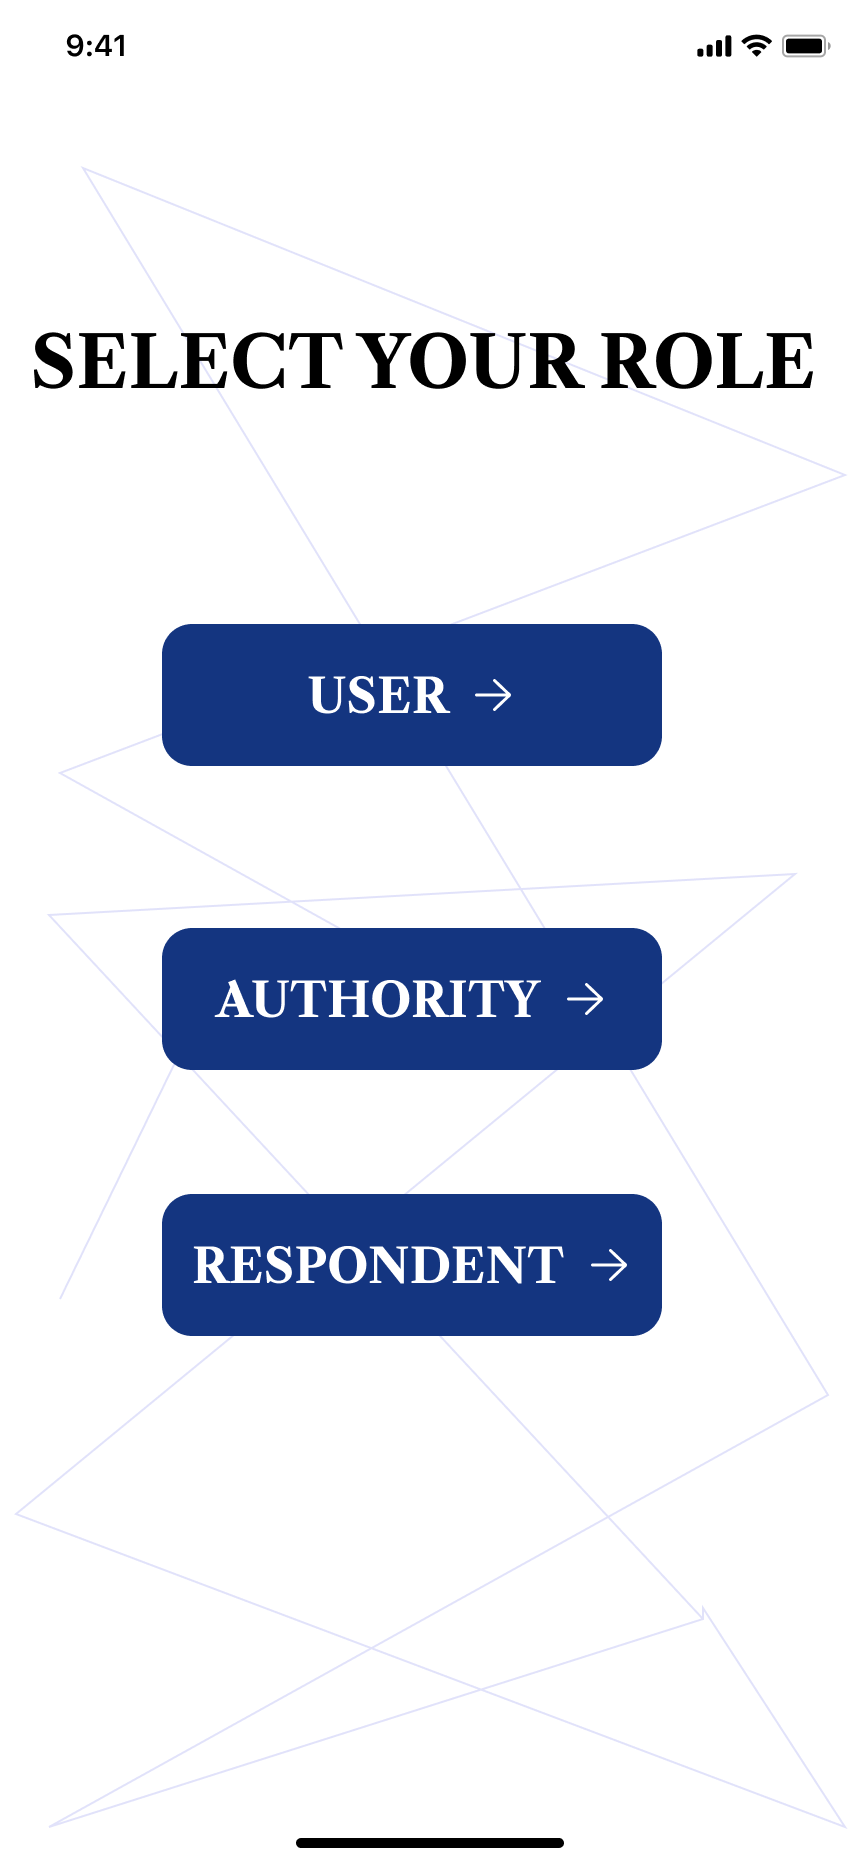 9:41
SELECT YOUR ROLE
USER
AUTHORITY
RESPONDENT